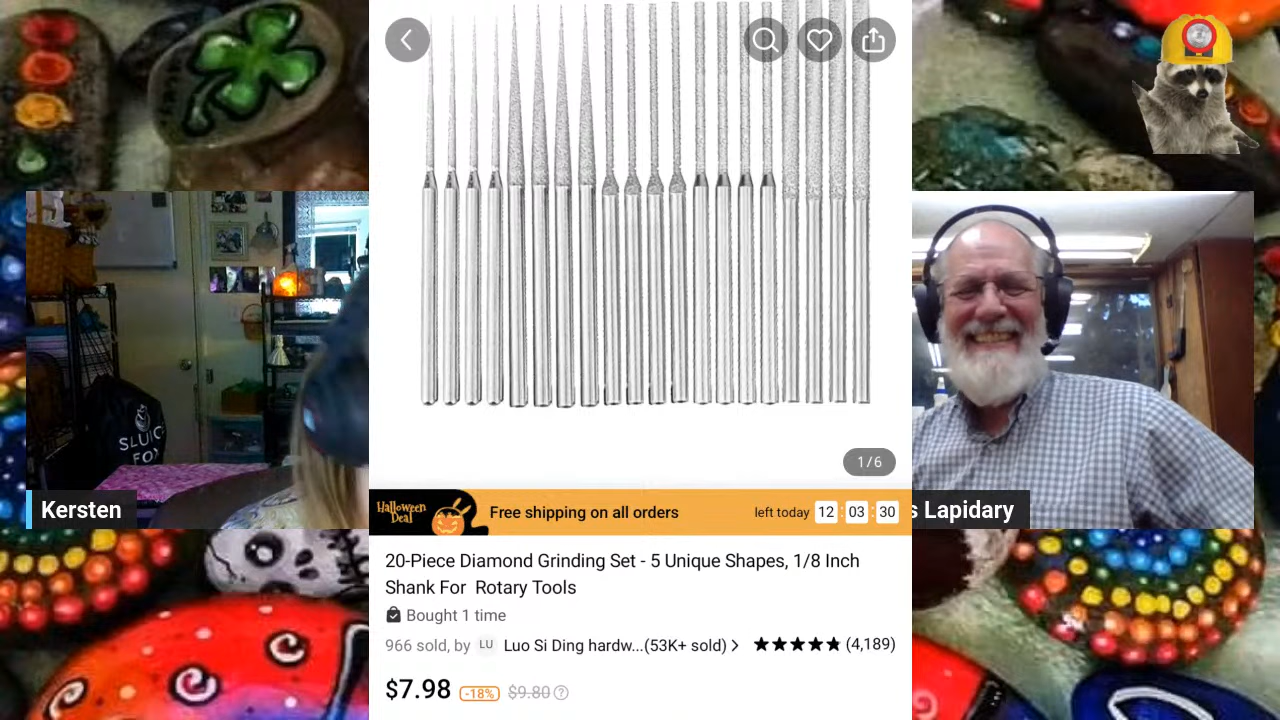 1/6
Halloween
Deal
Free shipping on all orders
left today 12 : 03 : 30
20-Piece Diamond Grinding Set - 5 Unique Shapes, 1/8 Inch
Shank For Rotary Tools
Bought 1 time
966 sold, by LU Luo Si Ding hardw...(53K+ sold) > (4,189)
$7.98 -18% $9.80 ?
SLUICE
FOX
Kersten
s Lapidary